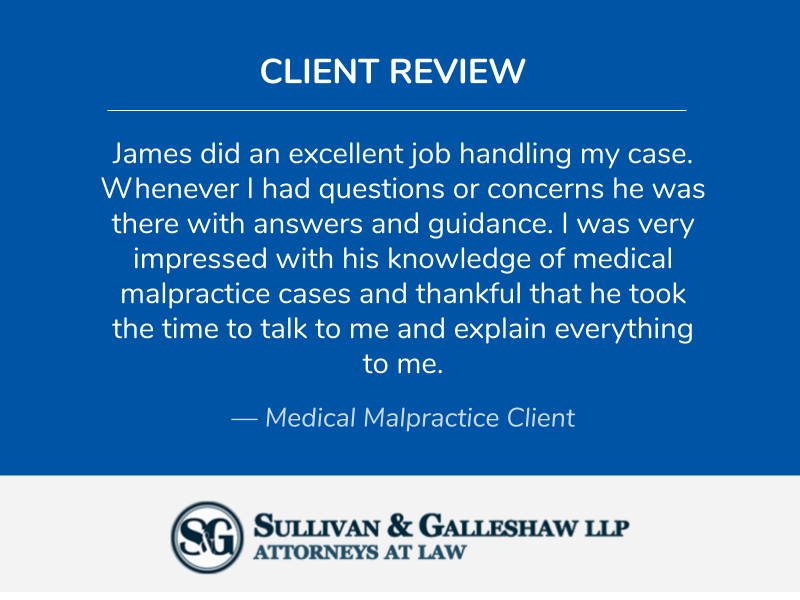 CLIENT REVIEW
James did an excellent job handling my case.
Whenever I had questions or concerns he was
there with answers and guidance. I was very
impressed with his knowledge of medical
malpractice cases and thankful that he took
the time to talk to me and explain everything
to me.
— Medical Malpractice Client
S&G SULLIVAN & GALLESHAW LLP
ATTORNEYS AT LAW